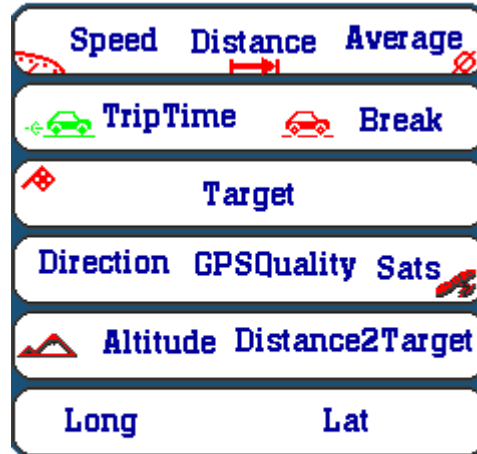 Speed Distance Average
TripTime Break
Target
Direction GPSQuality Sats
Altitude Distance2Target
Long Lat